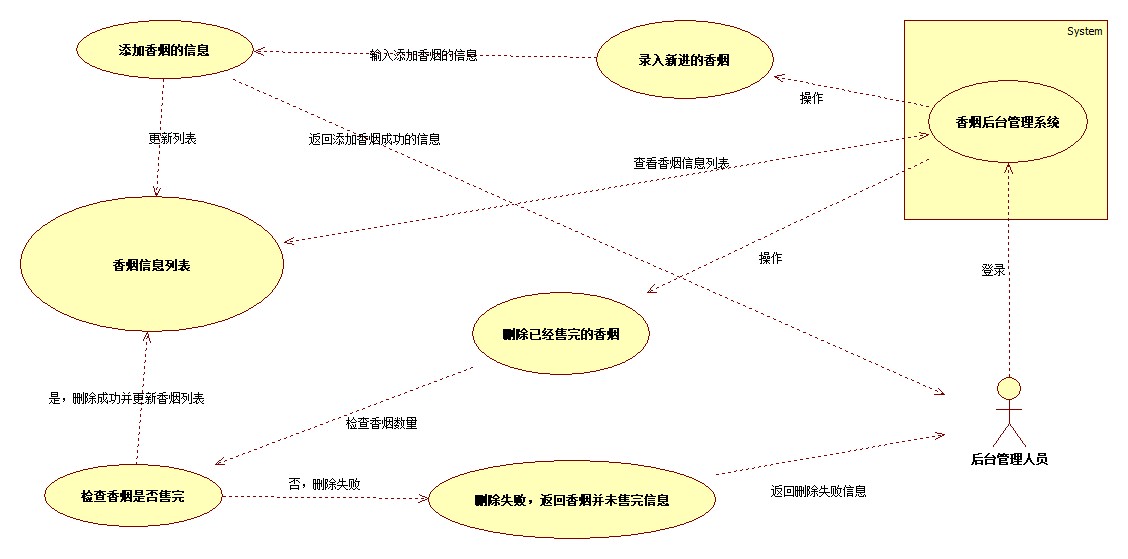 System
添加香烟的信息
输入添加香烟的信息
录入新进的香烟
操作
香烟后台管理系统
更新列表
返回添加香烟成功的信息
查看香烟信息列表
香烟信息列表
操作
登录
删除已经售完的香烟
是，删除成功并更新香烟列表
检查香烟数量
后台管理人员
检查香烟是否售完
否，删除失败
删除失败，返回香烟并未售完信息
返回删除失败信息